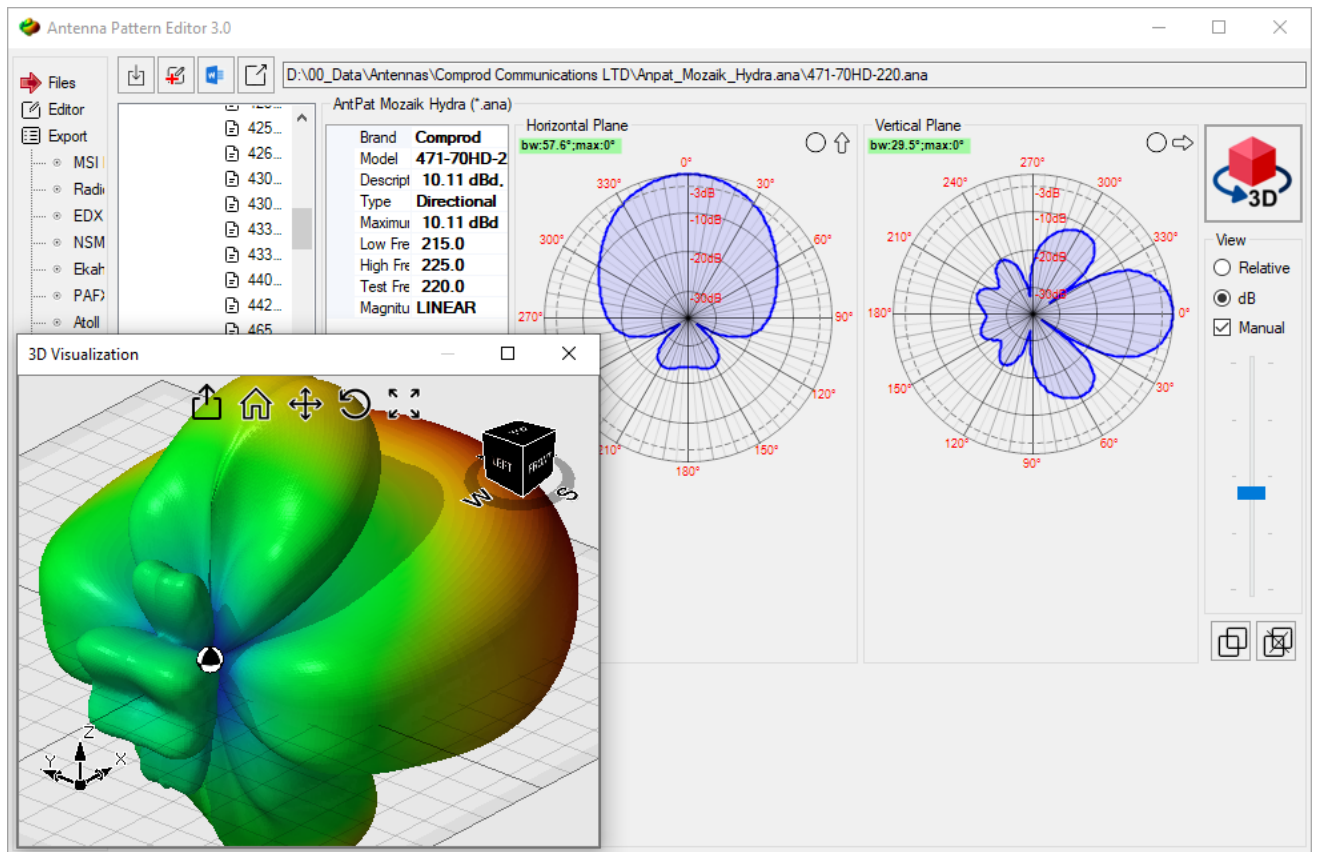 Antenna Pattern Editor 3.0
Files
Editor
Export
MSI
Radi
EDX
NSM
Ekah
PAF
Atoll
D:\00_Data\Antennas\Comprod Communications LTD\Anpat_Mozaik_Hydra.ana\471-70HD-220.ana
425...
426...
430...
430...
433...
433...
440...
442...
465...
AntPat Mozaik Hydra (*.ana)
Brand Comprod
Model 471-70HD-2
Descript 10.11 dBd,
Type Directional
Maximur 10.11 dBd
Low Fre 215.0
High Fre 225.0
Test Fre 220.0
Magnitu LINEAR
Horizontal Plane
bw:57.6°;max:0°
0°
330°
30°
-3dB
-10dB
300°
60°
-20dB
-30dB
270°
90°
120°
210°
150°
180°
Vertical Plane
bw:29.5°;max:0°
270°
240°
300°
-3dB
-10dB
210°
330°
-20dB
-30dB
180°
0°
150°
30°
120°
60°
90°
3D
View
Relative
dB
Manual
3D Visualization
LEFT
FRONT
W
S
Z
Y
X